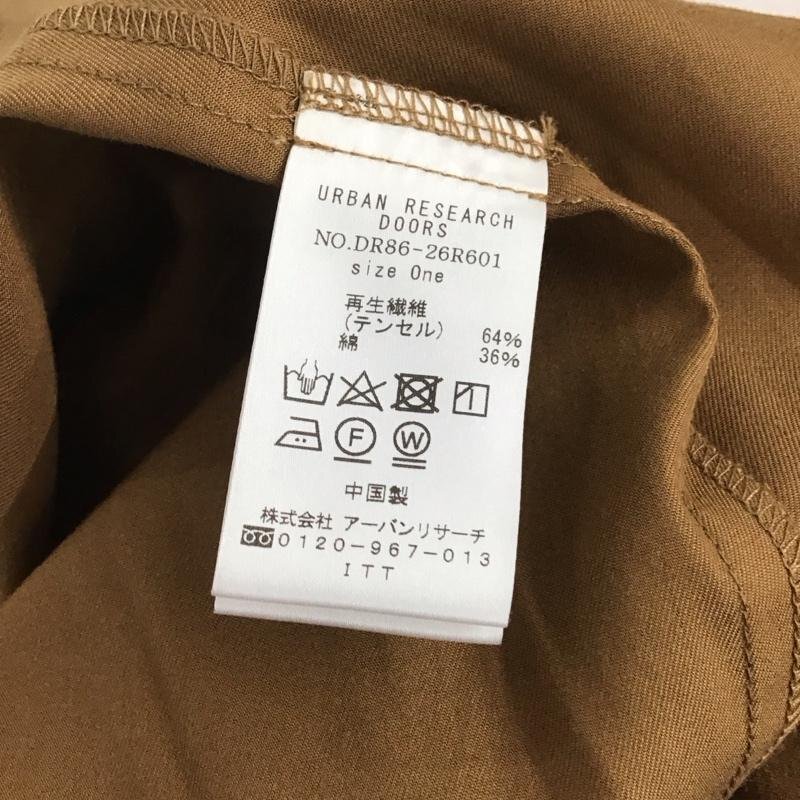 URBAN RESEARCH
DOORS
NO.DR86-26R601
size One
再生繊維
(テンセル) 64%
綿 36%
F W
中国製
株式会社 アーバンリサーチ
0120-967-013
ITT